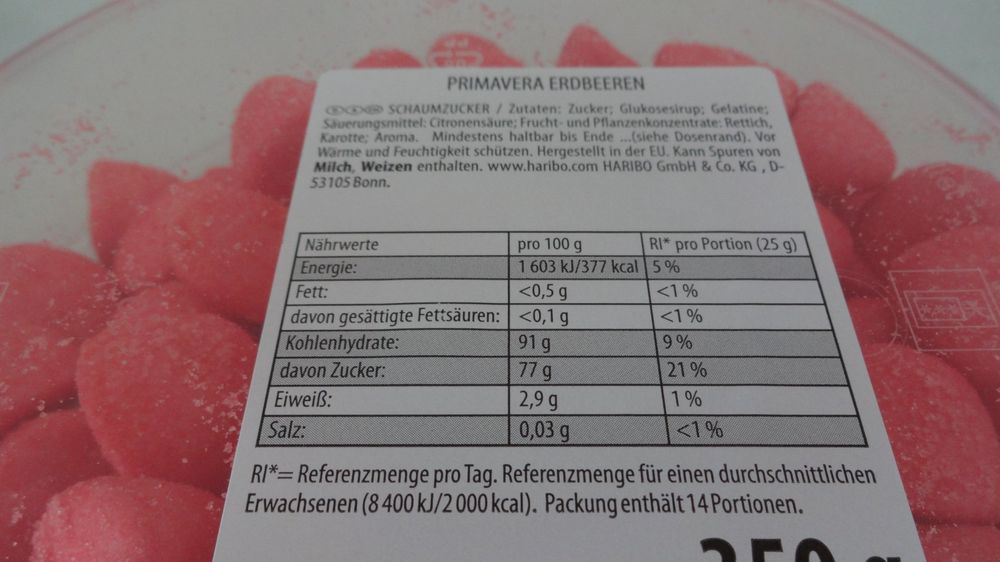 PRIMAVERA ERDBEEREN
SCHAUMZUCKER / Zutaten: Zucker; Glukosesirup; Gelatine;
Säuerungsmittel: Citronensäure; Frucht- und Pflanzenkonzentrate: Rettich,
Karotte; Aroma. Mindestens haltbar bis Ende ...(siehe Dosenrand). Vor
Wärme und Feuchtigkeit schützen. Hergestellt in der EU. Kann Spuren von
Milch, Weizen enthalten. www.haribo.com HARIBO GmbH & Co. KG , D-
53105 Bonn.
Nährwerte pro 100 g RI* pro Portion (25 g)
Energie: 1 603 kJ/377 kcal 5 %
Fett: <0,5 g <1 %
davon gesättigte Fettsäuren: <0,1 g <1 %
Kohlenhydrate: 91 g 9 %
davon Zucker: 77 g 21 %
Eiweiß: 2,9 g 1 %
Salz: 0,03 g <1 %
RI*= Referenzmenge pro Tag. Referenzmenge für einen durchschnittlichen
Erwachsenen (8 400 kJ/2 000 kcal). Packung enthält 14 Portionen.
350 g